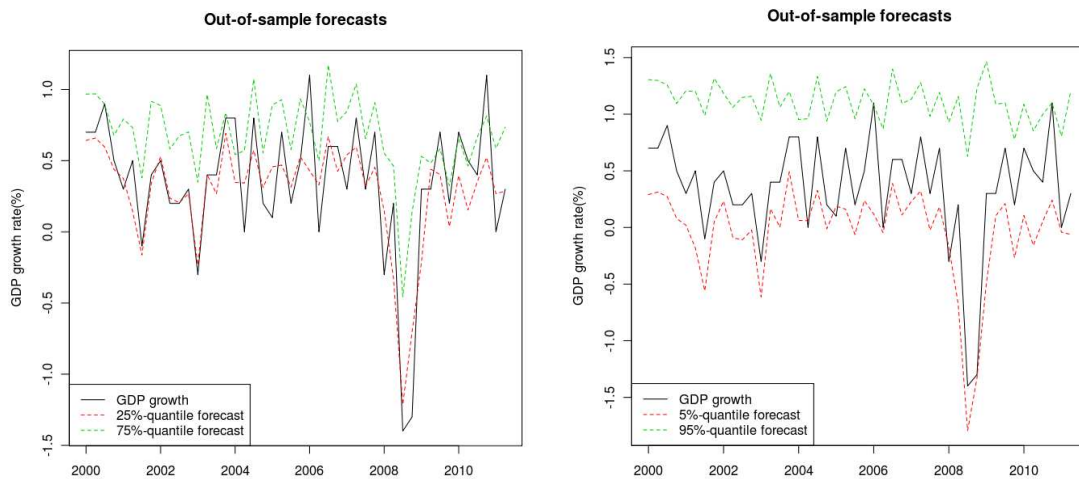 Out-of-sample forecasts
GDP growth rate(%)
1.0
0.5
0.0
-0.5
-1.0
-1.5
GDP growth
25%-quantile forecast
75%-quantile forecast
2000 2002 2004 2006 2008 2010
Out-of-sample forecasts
GDP growth rate(%)
1.5
1.0
0.5
0.0
-0.5
-1.0
-1.5
GDP growth
5%-quantile forecast
95%-quantile forecast
2000 2002 2004 2006 2008 2010